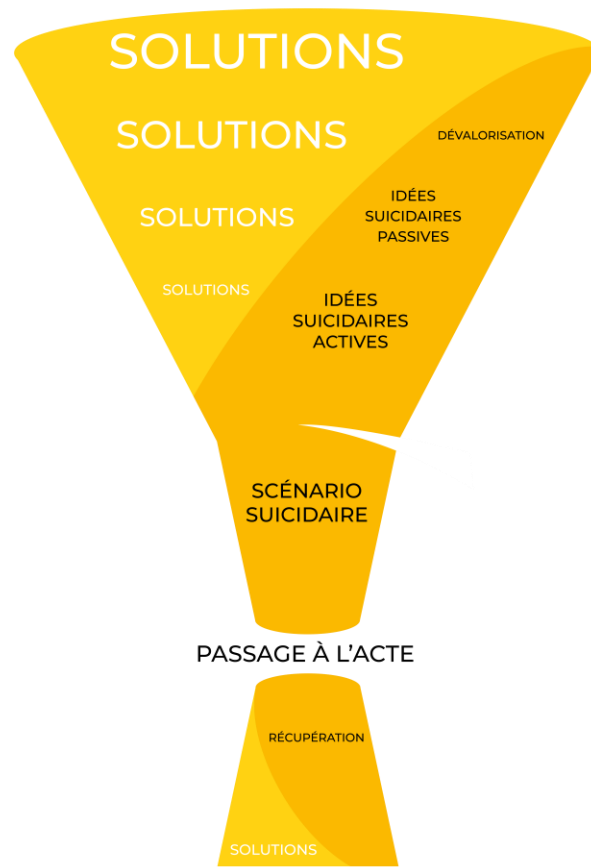 SOLUTIONS
SOLUTIONS
DÉVALORISATION
IDÉES
SUICIDAIRES
PASSIVES
SOLUTIONS
SOLUTIONS
IDÉES
SUICIDAIRES
ACTIVES
SCÉNARIO
SUICIDAIRE
PASSAGE À L'ACTE
RÉCUPÉRATION
SOLUTIONS